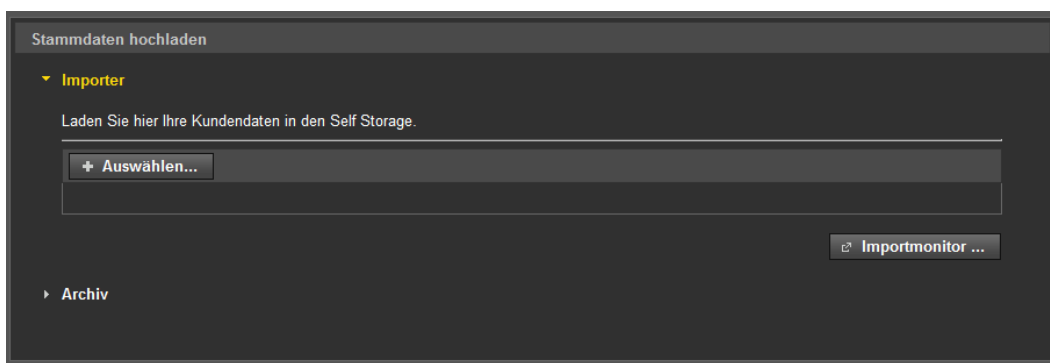 Stammdaten hochladen
Importer
Laden Sie hier Ihre Kundendaten in den Self Storage.
+ Auswählen...
Importmonitor ...
Archiv